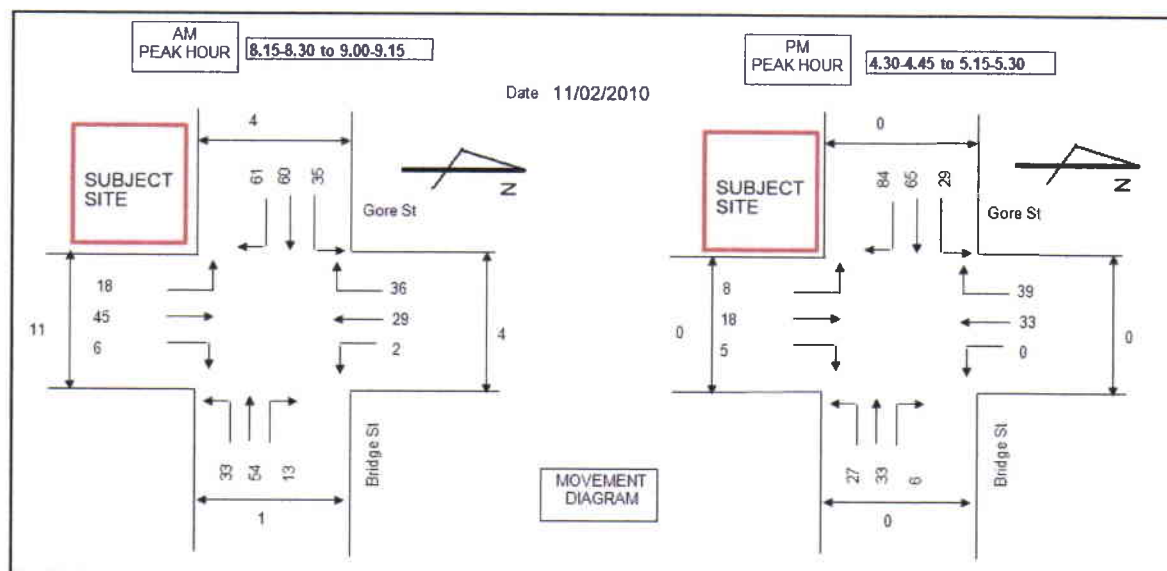 AM
PEAK HOUR
8.15-8.30 to 9.00-9.15
PM
PEAK HOUR
4.30-4.45 to 5.15-5.30
Date 11/02/2010
4
SUBJECT
SITE
61
60
35
N
Gore St
18
45
6
11
36
29
2
4
33
54
13
1
Bridge St
MOVEMENT
DIAGRAM
0
SUBJECT
SITE
84
65
29
N
Gore St
8
18
5
0
39
33
0
0
27
33
6
0
Bridge St